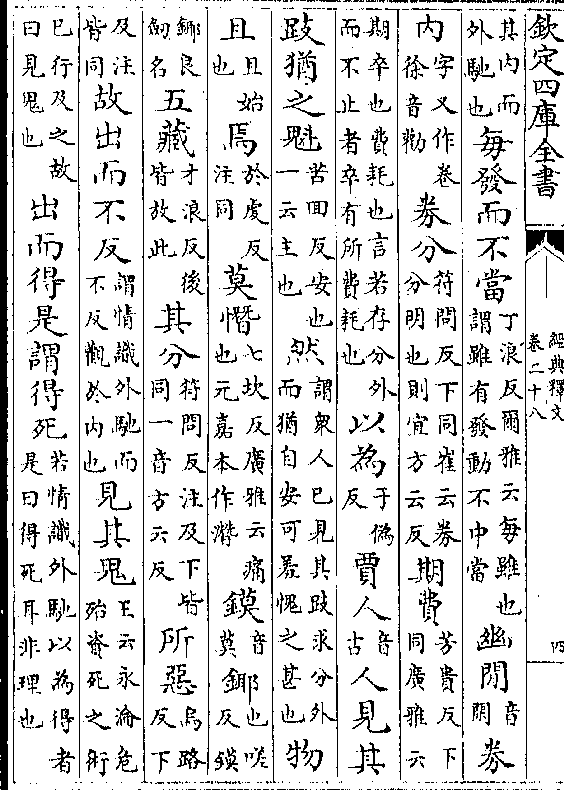 欽定四庫全書
經典釋文
卷二十八
四
其内而外馳也每發而不當丁浪反爾雅云每雖也謂雖有發動不中當幽閒音閑券
内字又作卷徐音勸券分符問反下同崔云券分明也則宜方云反期費芳貴反下同廣雅云
期卒也費耗也言若存分外而不止者卒有所費耗也以為于偽反賈人音古人見其
跂猶之魁苦回反安也一云主也然謂衆人已見其跂求分外而猶自安可羞愧之甚也物
且且始也焉於虔反注同莫憯七坎反廣雅云痛也元嘉本作潛鏌音莫鎁也嗟反鏌
鎁良劒名五藏才浪反後皆放此其分符問反注及下皆同一音方云反所惡烏路反下
及注皆同故出而不反謂情識外馳而不反觀於内也見其鬼王云永淪危殆資死之術
已行及之故曰見鬼也出而得是謂得死若情識外馳以為得者是曰得死耳非理也